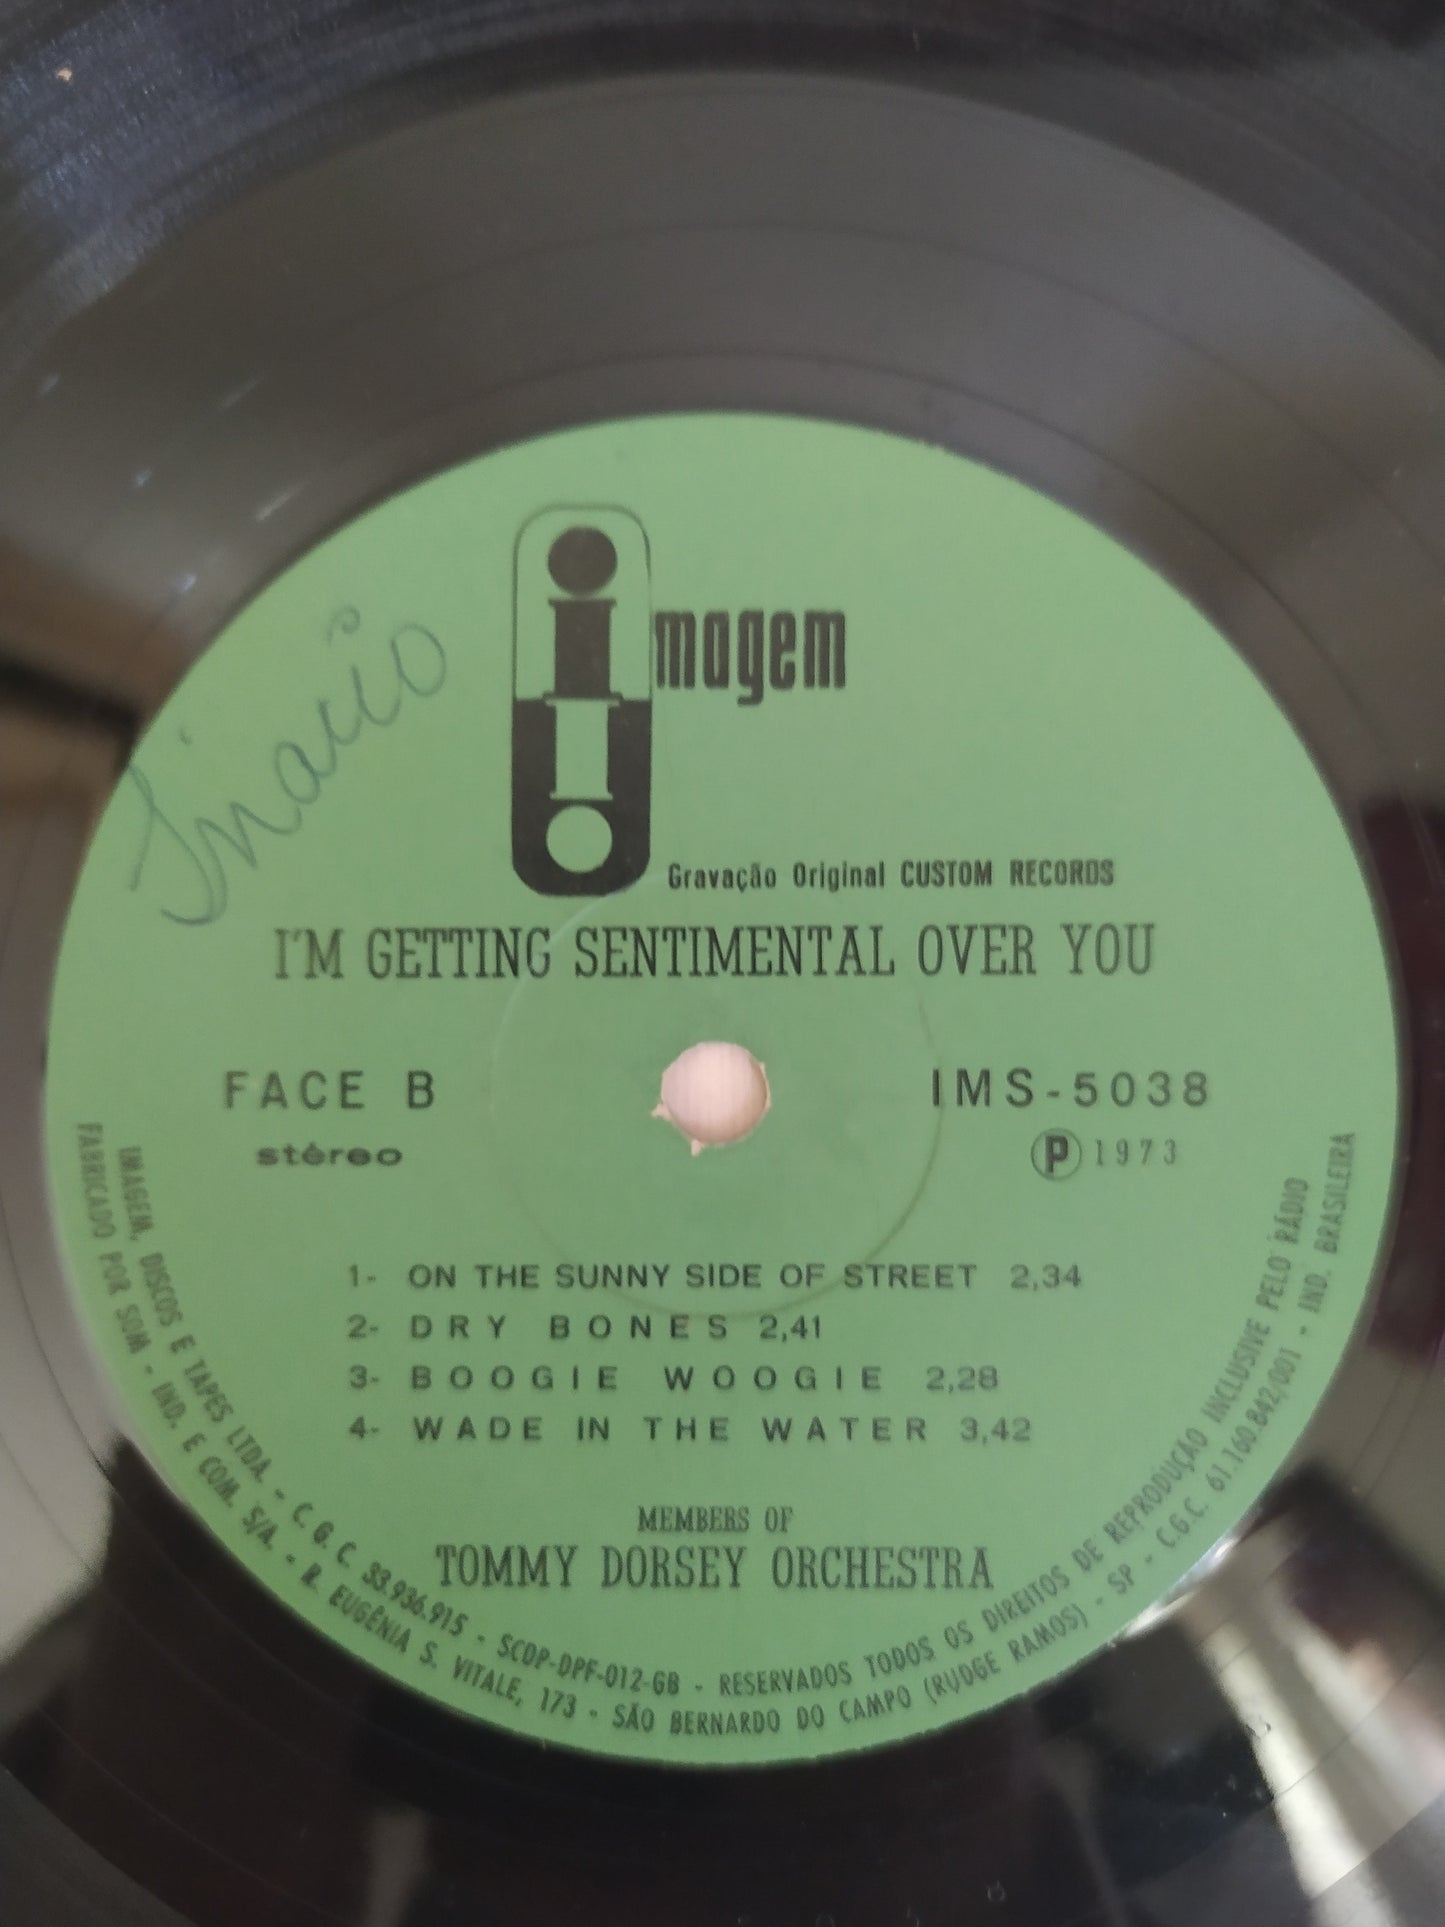 Inacio
imagem
Gravação Original CUSTOM RECORDS
I'M GETTING SENTIMENTAL OVER YOU
FACE B
IMS-5038
stéreo
P 1973
1- ON THE SUNNY SIDE OF STREET 2,34
2- DRY BONES 2,41
3- BOOGIE WOOGIE 2,28
4- WADE IN THE WATER 3,42
MEMBERS OF
TOMMY DORSEY ORCHESTRA
IMAGEM, DISCOS E TAPES LTDA. - C. G. C. 33.936.915 - SCDP-DPF-012-GB - RESERVADOS TODOS OS DIREITOS DE REPRODUÇÃO INCLUSIVE PELO RÁDIO
FABRICADO POR SOM - IND. E COM. S/A. - R. EUGÊNIA S. VITALE, 173 - SÃO BERNARDO DO CAMPO (RUDGE RAMOS) - SP - C.G.C. 61.160.842/001 - IND. BRASILEIRA